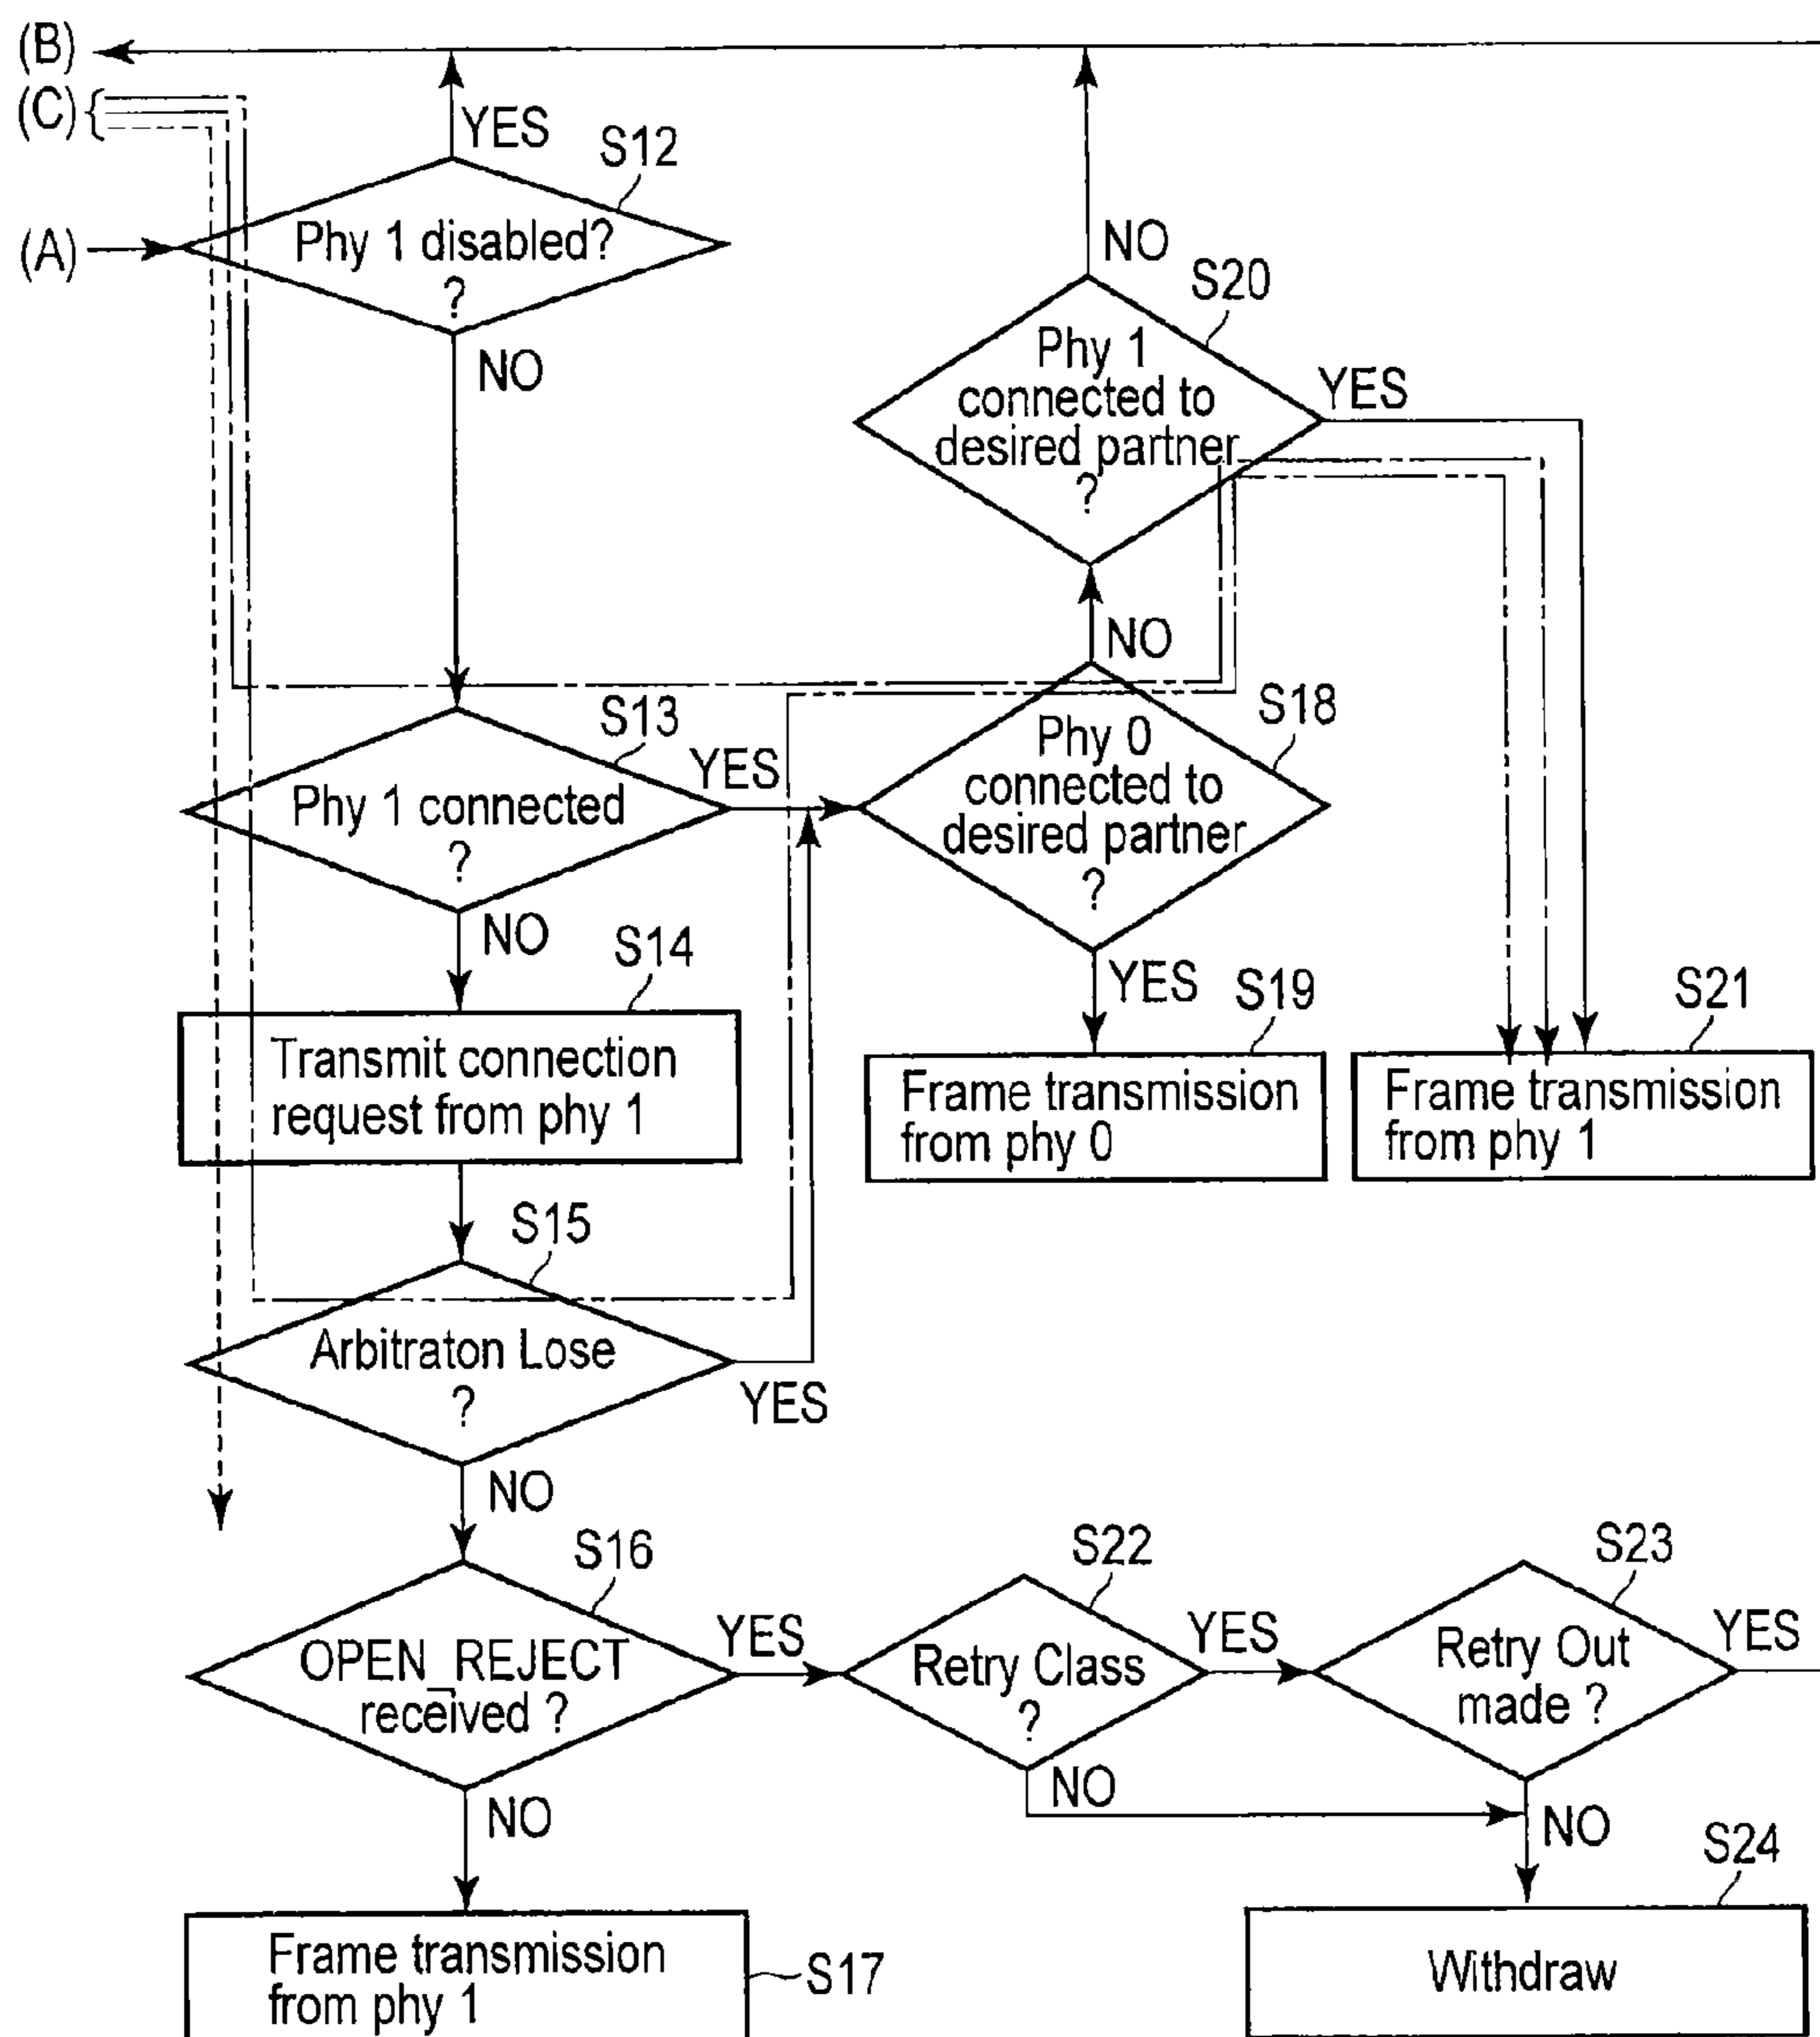 (B)
(C)
YES
S12
(A)
Phy 1 disabled?
?
NO
NO
S20
Phy 1
connected to
desired partner
?
YES
NO
S13
YES
Phy 1 connected
?
NO
S18
Phy 0
connected to
desired partner
?
YES
S14
Transmit connection
request from phy 1
S19
Frame transmission
from phy 0
S21
Frame transmission
from phy 1
S15
Arbitraton Lose
?
YES
NO
S16
OPEN_REJECT
received ?
YES
S22
Retry Class
?
YES
NO
S23
Retry Out
made ?
YES
NO
NO
S17
Frame transmission
from phy 1
S24
Withdraw